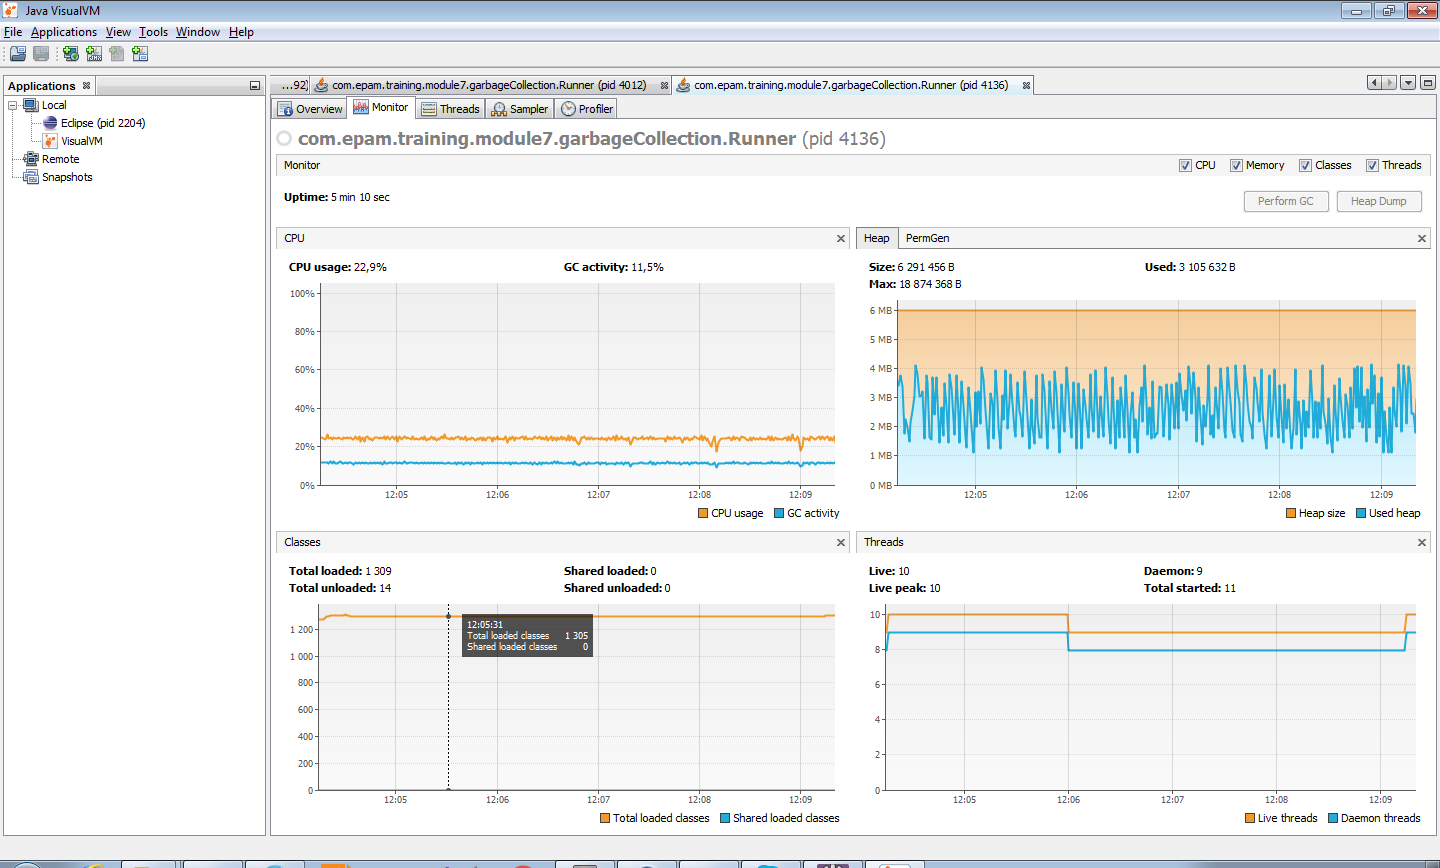 Java VisualVM
File Applications View Tools Window Help
Applications
Local
Eclipse (pid 2204)
VisualVM
Remote
Snapshots
...92) com.epam.training.module7.garbageCollection.Runner (pid 4012) com.epam.training.module7.garbageCollection.Runner (pid 4136)
Overview Monitor Threads Sampler Profiler
com.epam.training.module7.garbageCollection.Runner (pid 4136)
Monitor CPU Memory Classes Threads
Uptime: 5 min 10 sec
Perform GC Heap Dump
CPU
CPU usage: 22,9% GC activity: 11,5%
100%
80%
60%
40%
20%
0%
12:05 12:06 12:07 12:08 12:09
CPU usage GC activity
Heap PermGen
Size: 6 291 456 B Used: 3 105 632 B
Max: 18 874 368 B
6 MB
5 MB
4 MB
3 MB
2 MB
1 MB
0 MB
12:05 12:06 12:07 12:08 12:09
Heap size Used heap
Classes
Total loaded: 1 309 Shared loaded: 0
Total unloaded: 14 Shared unloaded: 0
1 200
1 000
800
600
400
200
0
12:05:31
Total loaded classes 1 305
Shared loaded classes 0
12:05 12:06 12:07 12:08 12:09
Total loaded classes Shared loaded classes
Threads
Live: 10 Daemon: 9
Live peak: 10 Total started: 11
10
8
6
4
2
0
12:05 12:06 12:07 12:08 12:09
Live threads Daemon threads